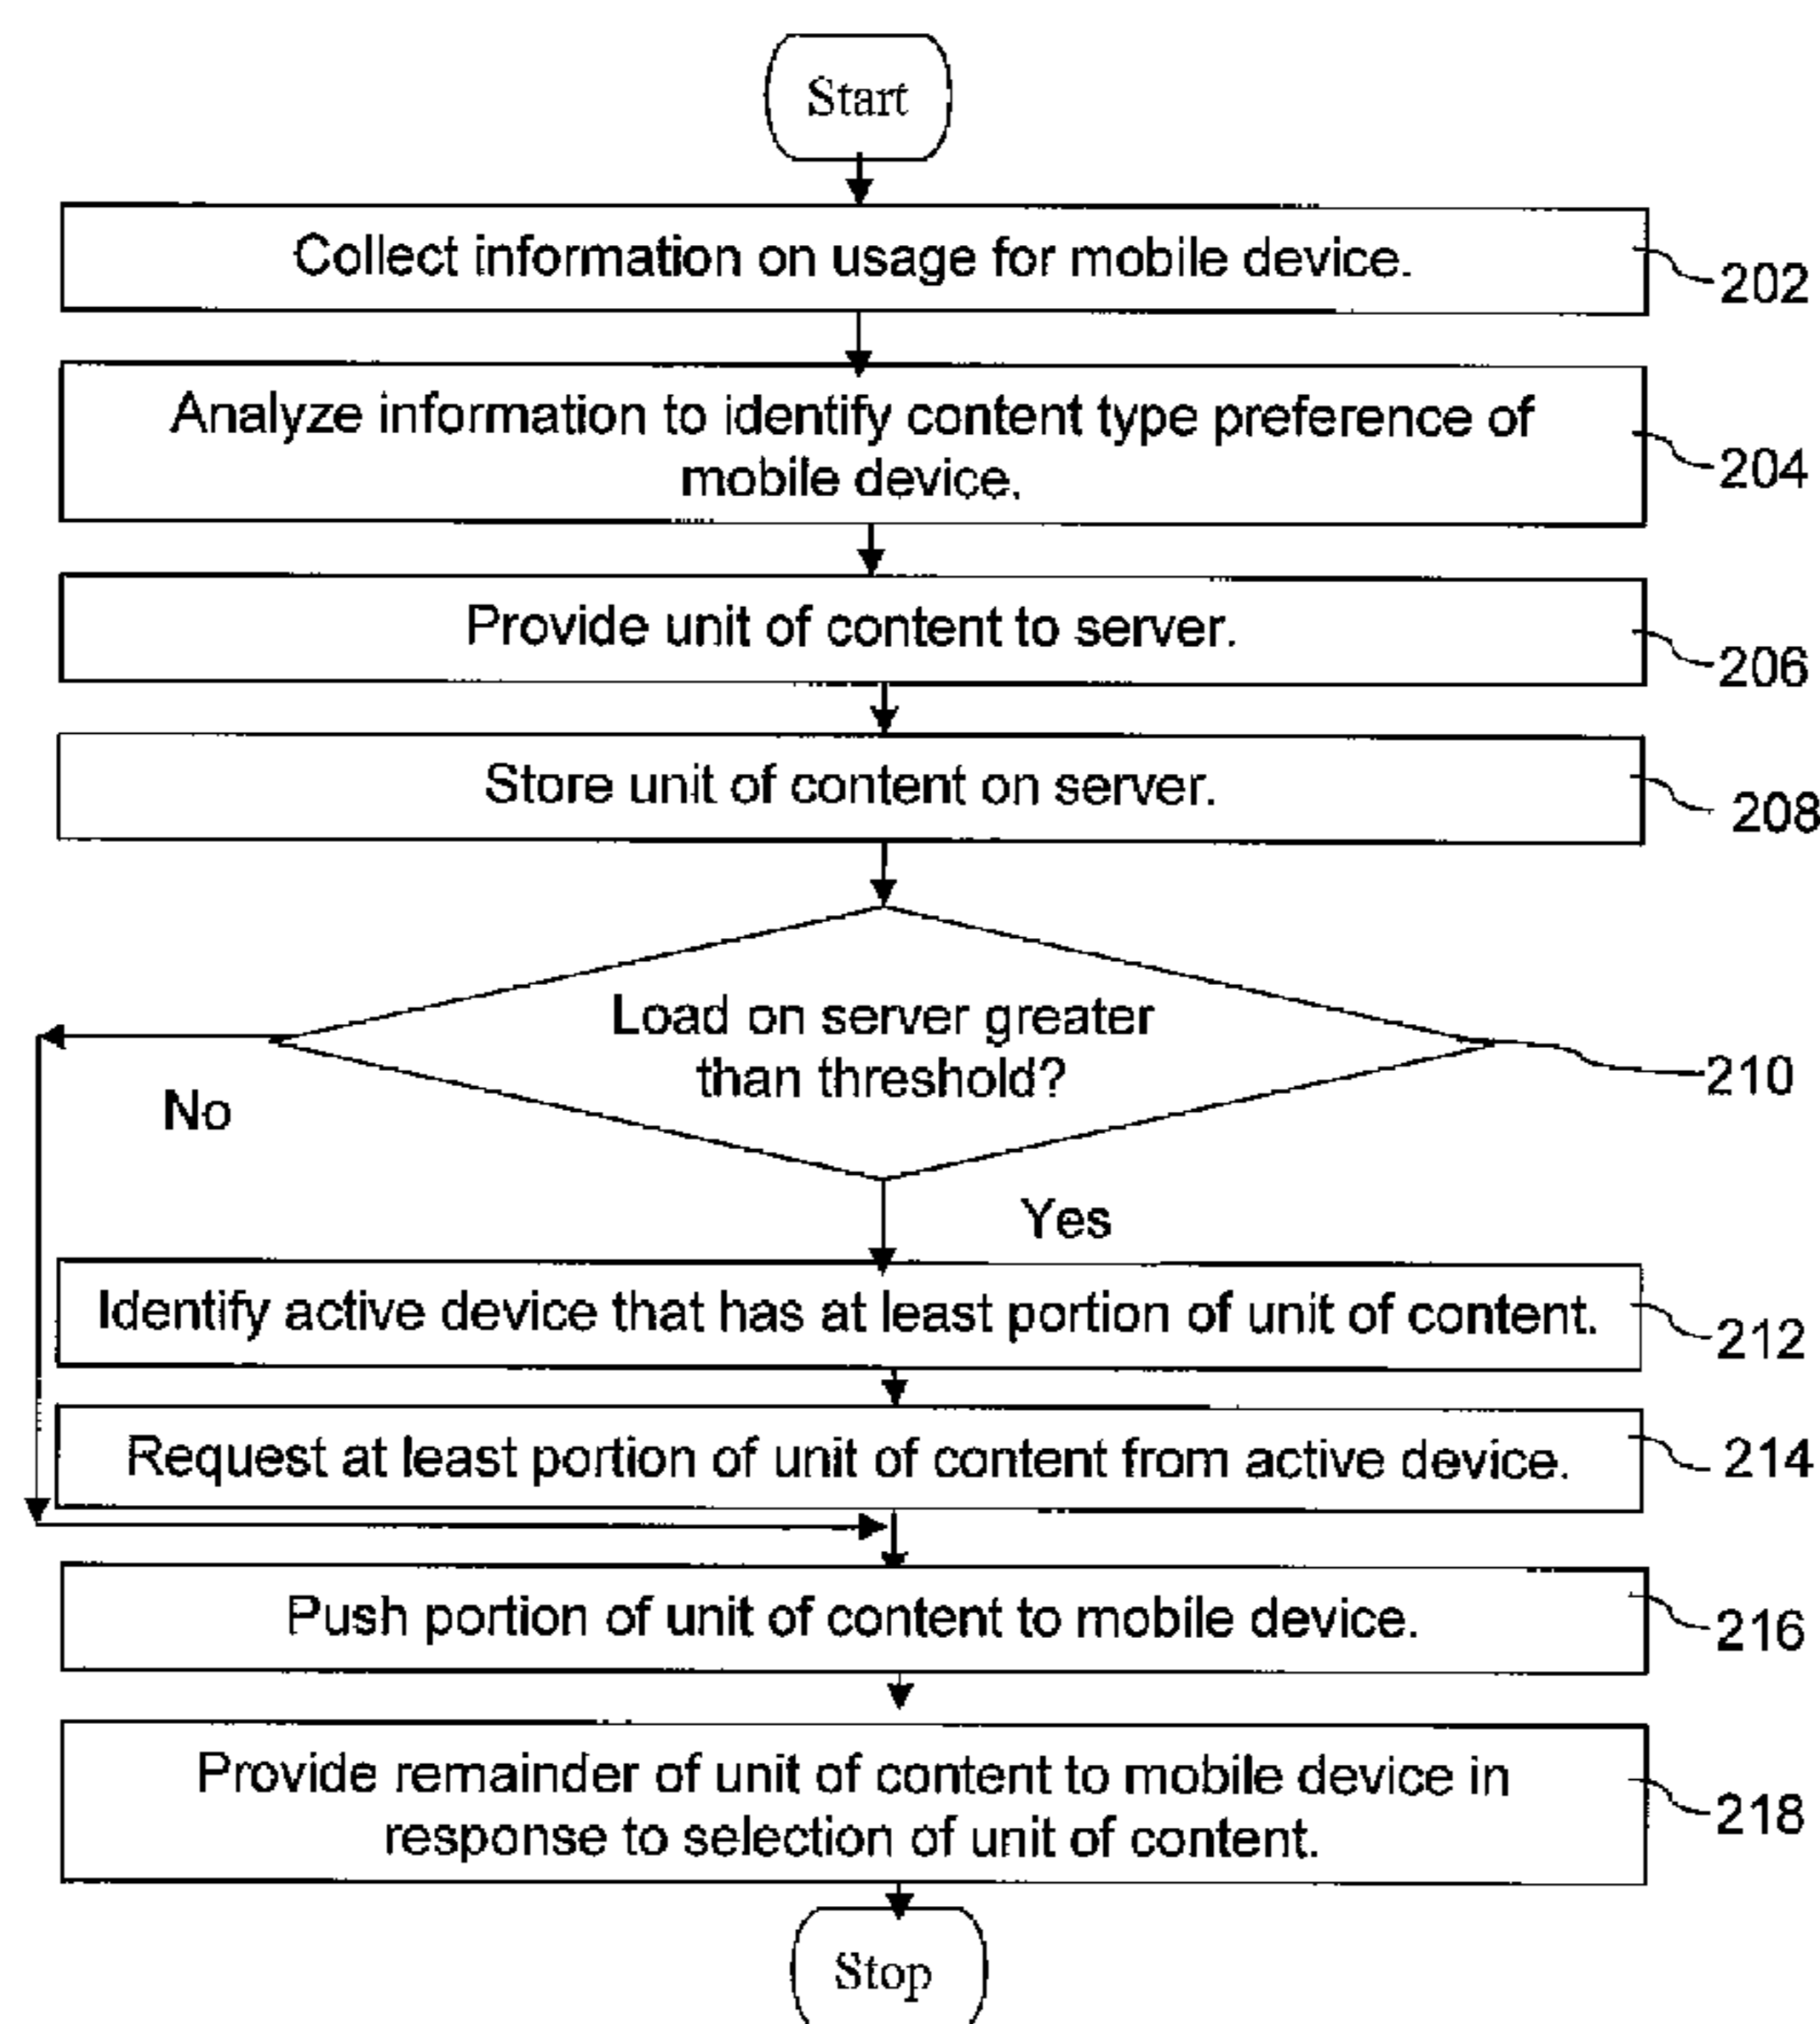 Start
Collect information on usage for mobile device.
202
Analyze information to identify content type preference of
mobile device.
204
Provide unit of content to server.
206
Store unit of content on server.
208
Load on server greater
than threshold?
210
No
Yes
Identify active device that has at least portion of unit of content.
212
Request at least portion of unit of content from active device.
214
Push portion of unit of content to mobile device.
216
Provide remainder of unit of content to mobile device in
response to selection of unit of content.
218
Stop